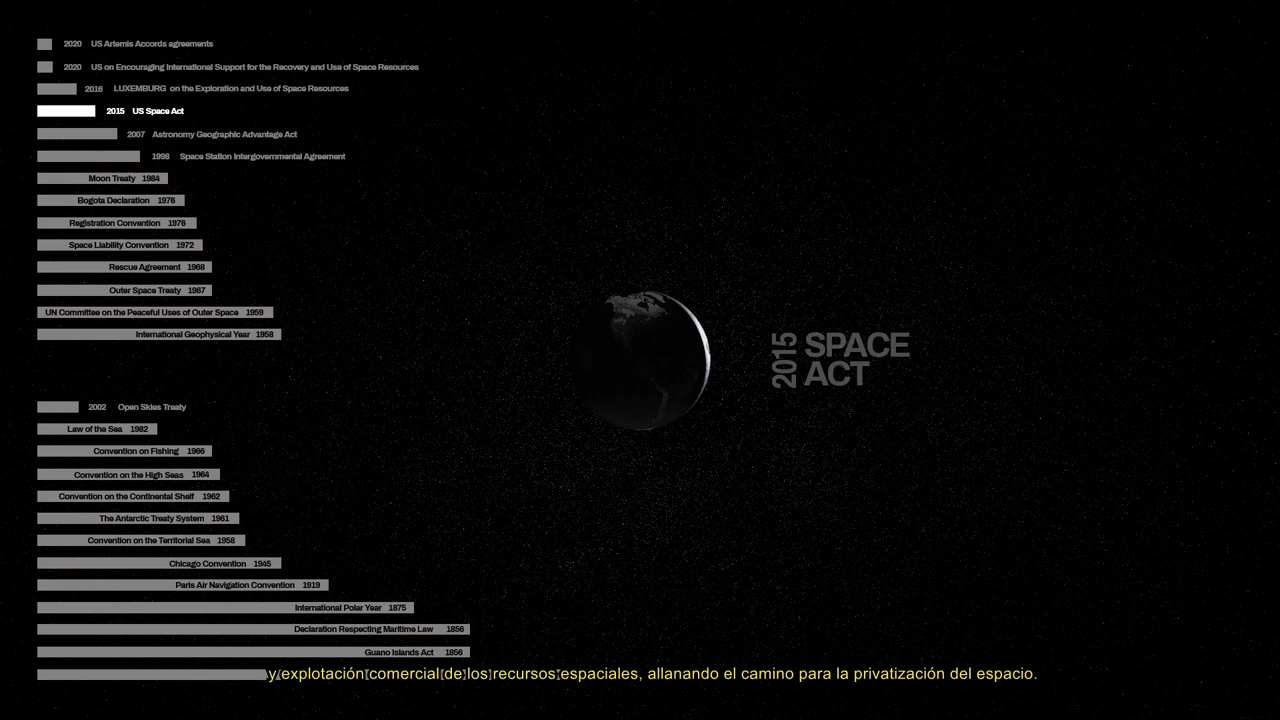 2020 US Artemis Accords agreements
2020 US on Encouraging International Support for the Recovery and Use of Space Resources
2016 LUXEMBURG on the Exploration and Use of Space Resources
2015 US Space Act
2007 Astronomy Geographic Advantage Act
1998 Space Station Intergovernmental Agreement
Moon Treaty 1984
Bogota Declaration 1976
Registration Convention 1976
Space Liability Convention 1972
Rescue Agreement 1968
Outer Space Treaty 1967
UN Committee on the Peaceful Uses of Outer Space 1959
International Geophysical Year 1958
2015 SPACE
ACT
2002 Open Skies Treaty
Law of the Sea 1982
Convention on Fishing 1966
Convention on the High Seas 1964
Convention on the Continental Shelf 1962
The Antarctic Treaty System 1961
Convention on the Territorial Sea 1958
Chicago Convention 1945
Paris Air Navigation Convention 1919
International Polar Year 1875
Declaration Respecting Maritime Law 1856
Guano Islands Act 1856
y explotación comercial de los recursos espaciales, allanando el camino para la privatización del espacio.